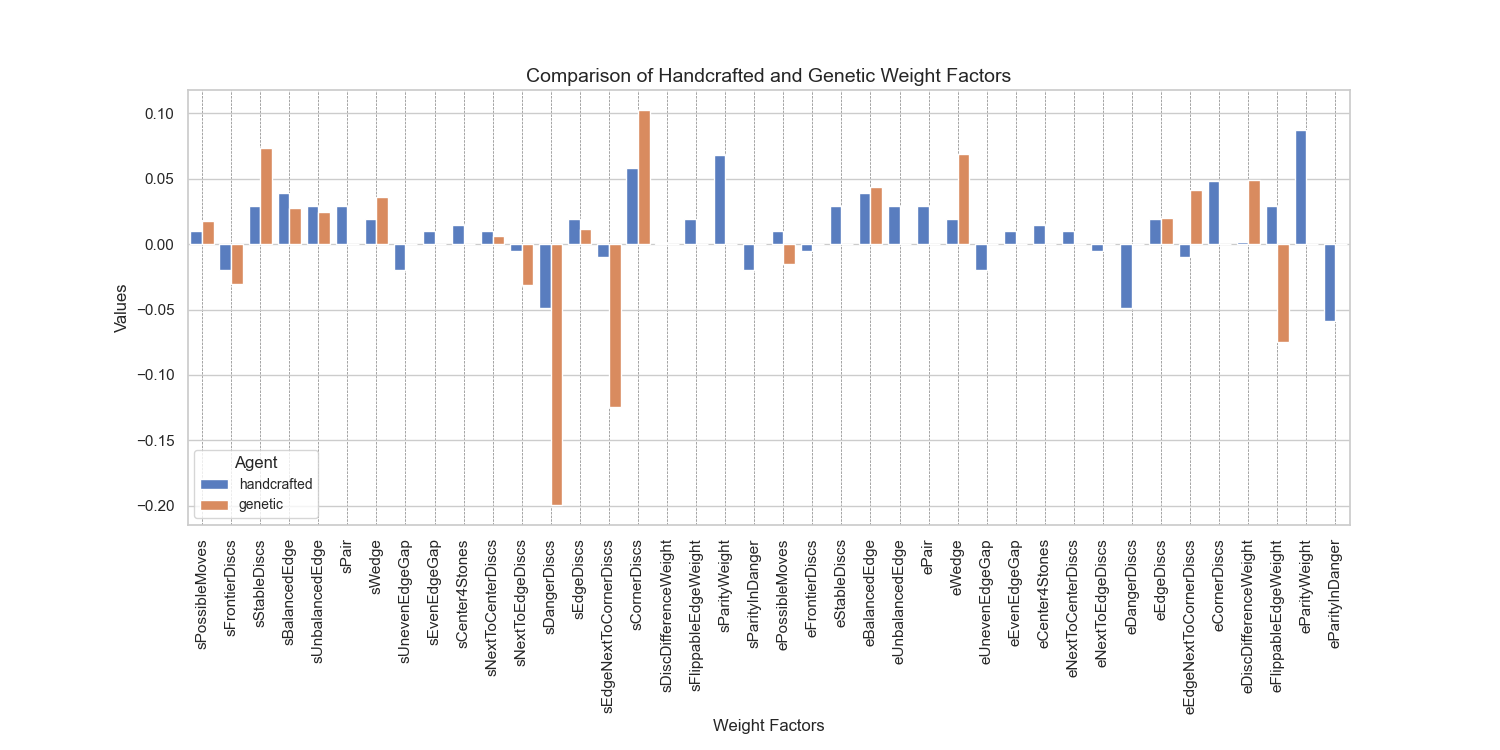 Comparison of Handcrafted and Genetic Weight Factors
Values
0.10
0.05
0.00
−0.05
−0.10
−0.15
−0.20
Agent
handcrafted
genetic
sPossibleMoves
sFrontierDiscs
sStableDiscs
sBalancedEdge
sUnbalancedEdge
sPair
sWedge
sUnevenEdgeGap
sEvenEdgeGap
sCenter4Stones
sNextToCenterDiscs
sNextToEdgeDiscs
sDangerDiscs
sEdgeDiscs
sEdgeNextToCornerDiscs
sCornerDiscs
sDiscDifferenceWeight
sFlippableEdgeWeight
sParityWeight
sParityInDanger
ePossibleMoves
eFrontierDiscs
eStableDiscs
eBalancedEdge
eUnbalancedEdge
ePair
eWedge
eUnevenEdgeGap
eEvenEdgeGap
eCenter4Stones
eNextToCenterDiscs
eNextToEdgeDiscs
eDangerDiscs
eEdgeDiscs
eEdgeNextToCornerDiscs
eCornerDiscs
eDiscDifferenceWeight
eFlippableEdgeWeight
eParityWeight
eParityInDanger
Weight Factors